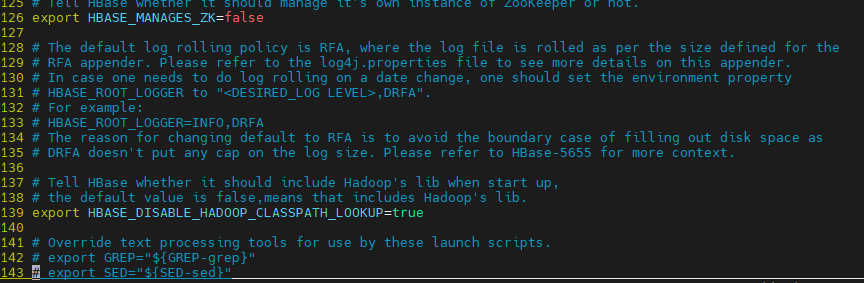 125 # Tell HBase whether it should manage it's own instance of ZooKeeper or not.
126 export HBASE_MANAGES_ZK=false
127
128 # The default log rolling policy is RFA, where the log file is rolled as per the size defined for the
129 # RFA appender. Please refer to the log4j.properties file to see more details on this appender.
130 # In case one needs to do log rolling on a date change, one should set the environment property
131 # HBASE_ROOT_LOGGER to "<DESIRED_LOG LEVEL>,DRFA".
132 # For example:
133 # HBASE_ROOT_LOGGER=INFO,DRFA
134 # The reason for changing default to RFA is to avoid the boundary case of filling out disk space as
135 # DRFA doesn't put any cap on the log size. Please refer to HBase-5655 for more context.
136
137 # Tell HBase whether it should include Hadoop's lib when start up,
138 # the default value is false,means that includes Hadoop's lib.
139 export HBASE_DISABLE_HADOOP_CLASSPATH_LOOKUP=true
140
141 # Override text processing tools for use by these launch scripts.
142 # export GREP="${GREP-grep}"
143 # export SED="${SED-sed}"